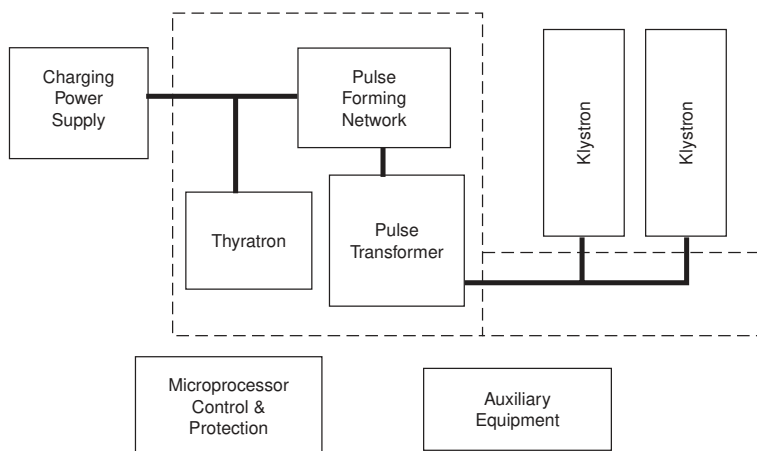 Charging
Power
Supply
Pulse
Forming
Network
Klystron
Klystron
Thyratron
Pulse
Transformer
Microprocessor
Control &
Protection
Auxiliary
Equipment